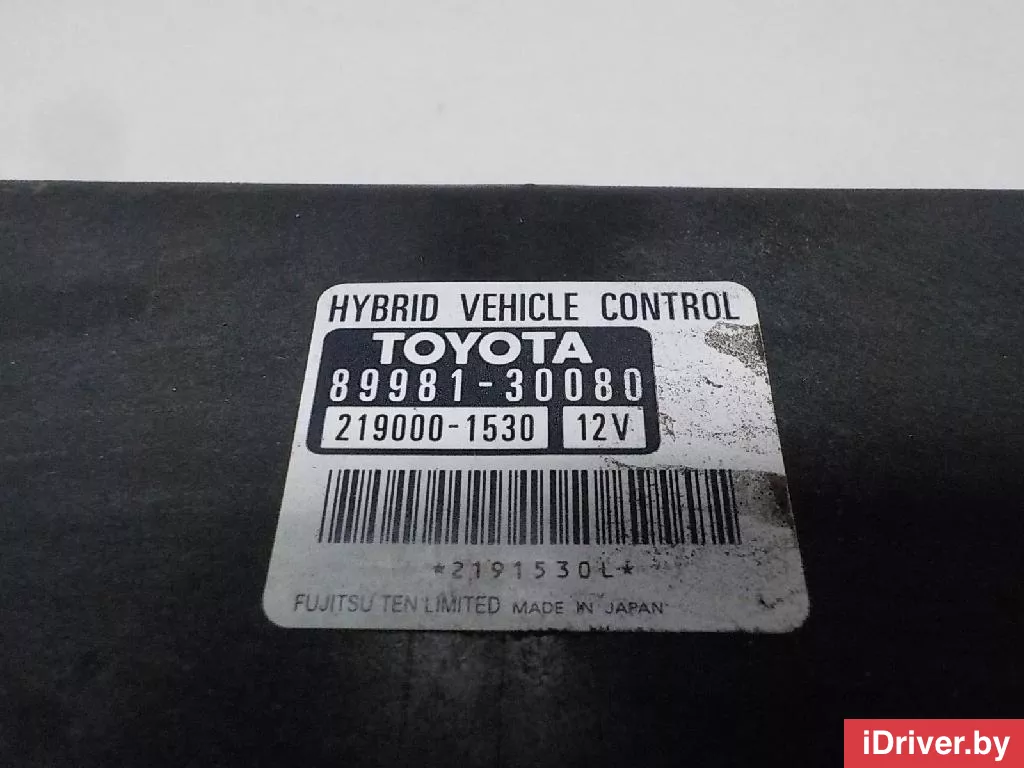 HYBRID VEHICLE CONTROL
TOYOTA
89981-30080
219000-1530 12V
*2191530L*
FUJITSU TEN LIMITED MADE IN JAPAN
iDriver.by